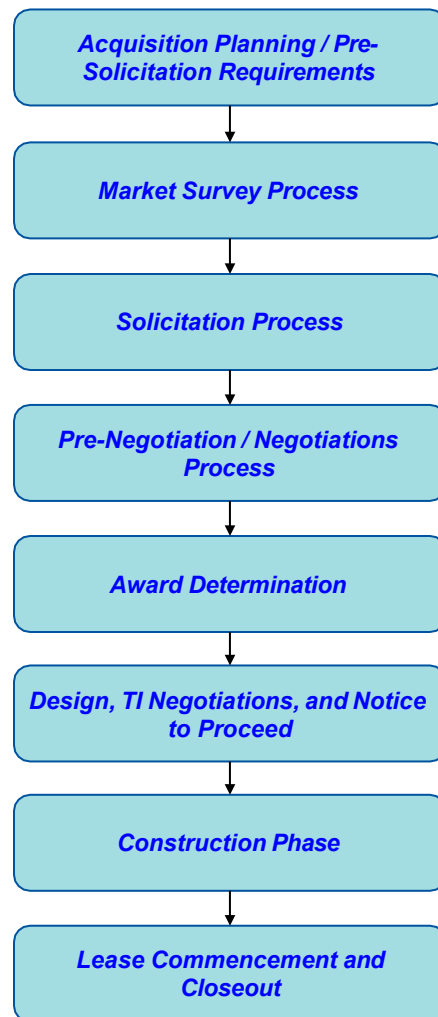 Acquisition Planning / Pre-
Solicitation Requirements
Market Survey Process
Solicitation Process
Pre-Negotiation / Negotiations
Process
Award Determination
Design, TI Negotiations, and Notice
to Proceed
Construction Phase
Lease Commencement and
Closeout